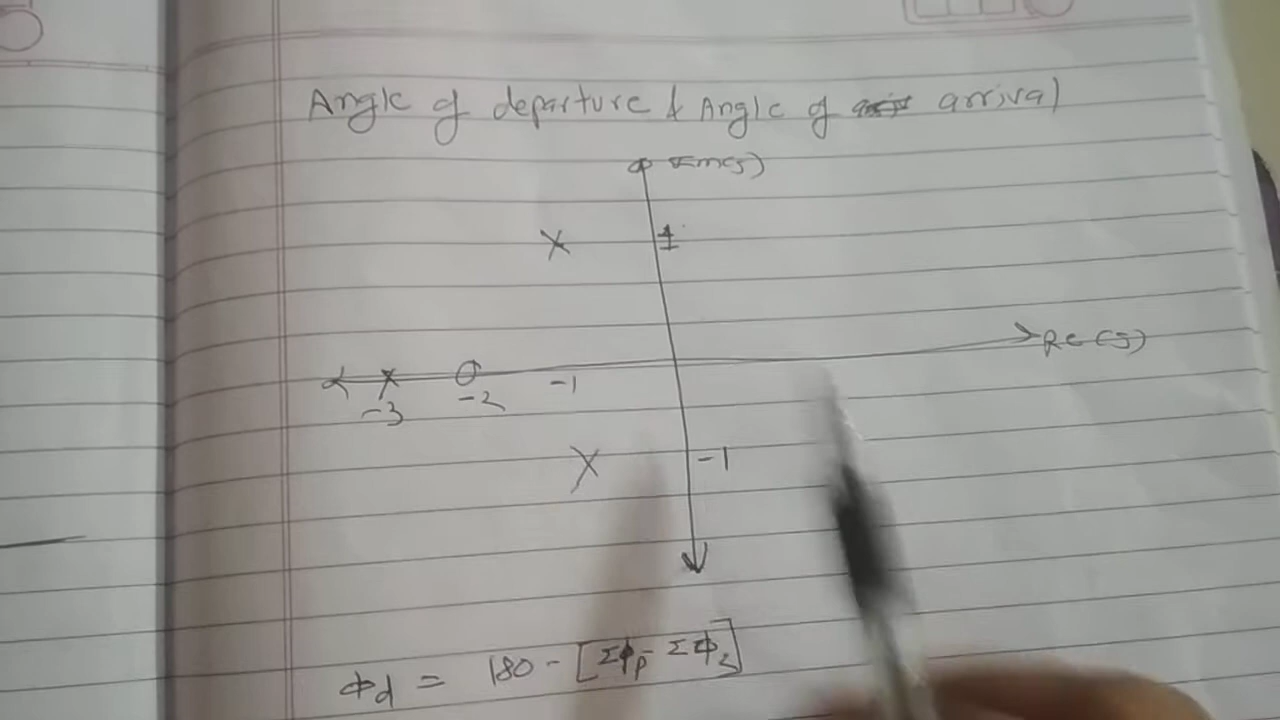 Angle of departure & Angle of arrival
Im(s)
1
Re(s)
-3 -2 -1
-1
Φd = 180 - [ΣΦp - ΣΦz]